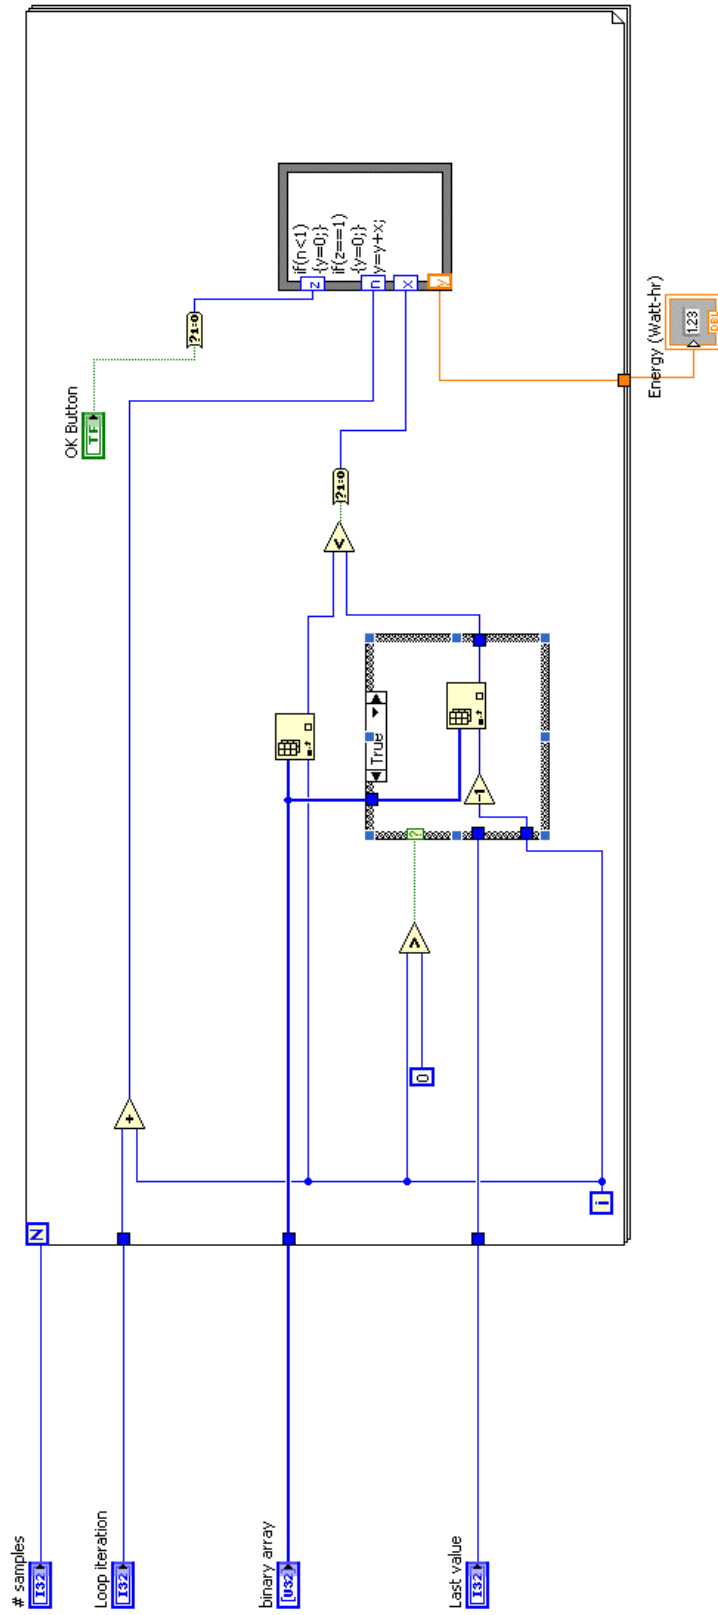 # samples
I32
N
OK Button
TF
Loop iteration
I32
+
?1:0
binary array
[U32]
if(n<1)
{y=0;}
if(z==1)
{y=0;}
y=y+x;
z
n
x
y
<
?1:0
True
>
?
0
Last value
I32
-1
i
Energy (Watt-hr)
1.23
DBL